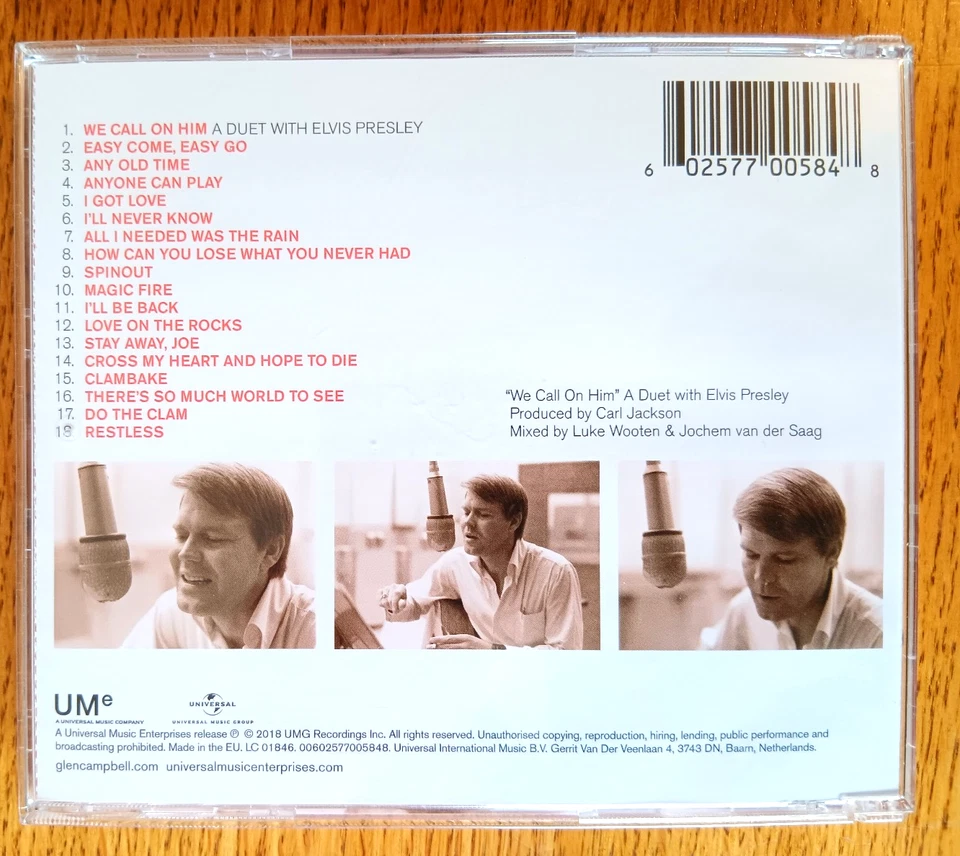 1. WE CALL ON HIM A DUET WITH ELVIS PRESLEY
2. EASY COME, EASY GO
3. ANY OLD TIME
4. ANYONE CAN PLAY
5. I GOT LOVE
6. I'LL NEVER KNOW
7. ALL I NEEDED WAS THE RAIN
8. HOW CAN YOU LOSE WHAT YOU NEVER HAD
9. SPINOUT
10. MAGIC FIRE
11. I'LL BE BACK
12. LOVE ON THE ROCKS
13. STAY AWAY, JOE
14. CROSS MY HEART AND HOPE TO DIE
15. CLAMBAKE
16. THERE'S SO MUCH WORLD TO SEE
17. DO THE CLAM
18 RESTLESS
6 02577 00584 8
"We Call On Him" A Duet with Elvis Presley
Produced by Carl Jackson
Mixed by Luke Wooten & Jochem van der Saag
UMe
A UNIVERSAL MUSIC COMPANY
UNIVERSAL
UNIVERSAL MUSIC GROUP
A Universal Music Enterprises release ℗ © 2018 UMG Recordings Inc. All rights reserved. Unauthorised copying, reproduction, hiring, lending, public performance and
broadcasting prohibited. Made in the EU. LC 01846. 00602577005848. Universal International Music B.V. Gerrit Van Der Veenlaan 4, 3743 DN, Baarn, Netherlands.
glencampbell.com universalmusicenterprises.com